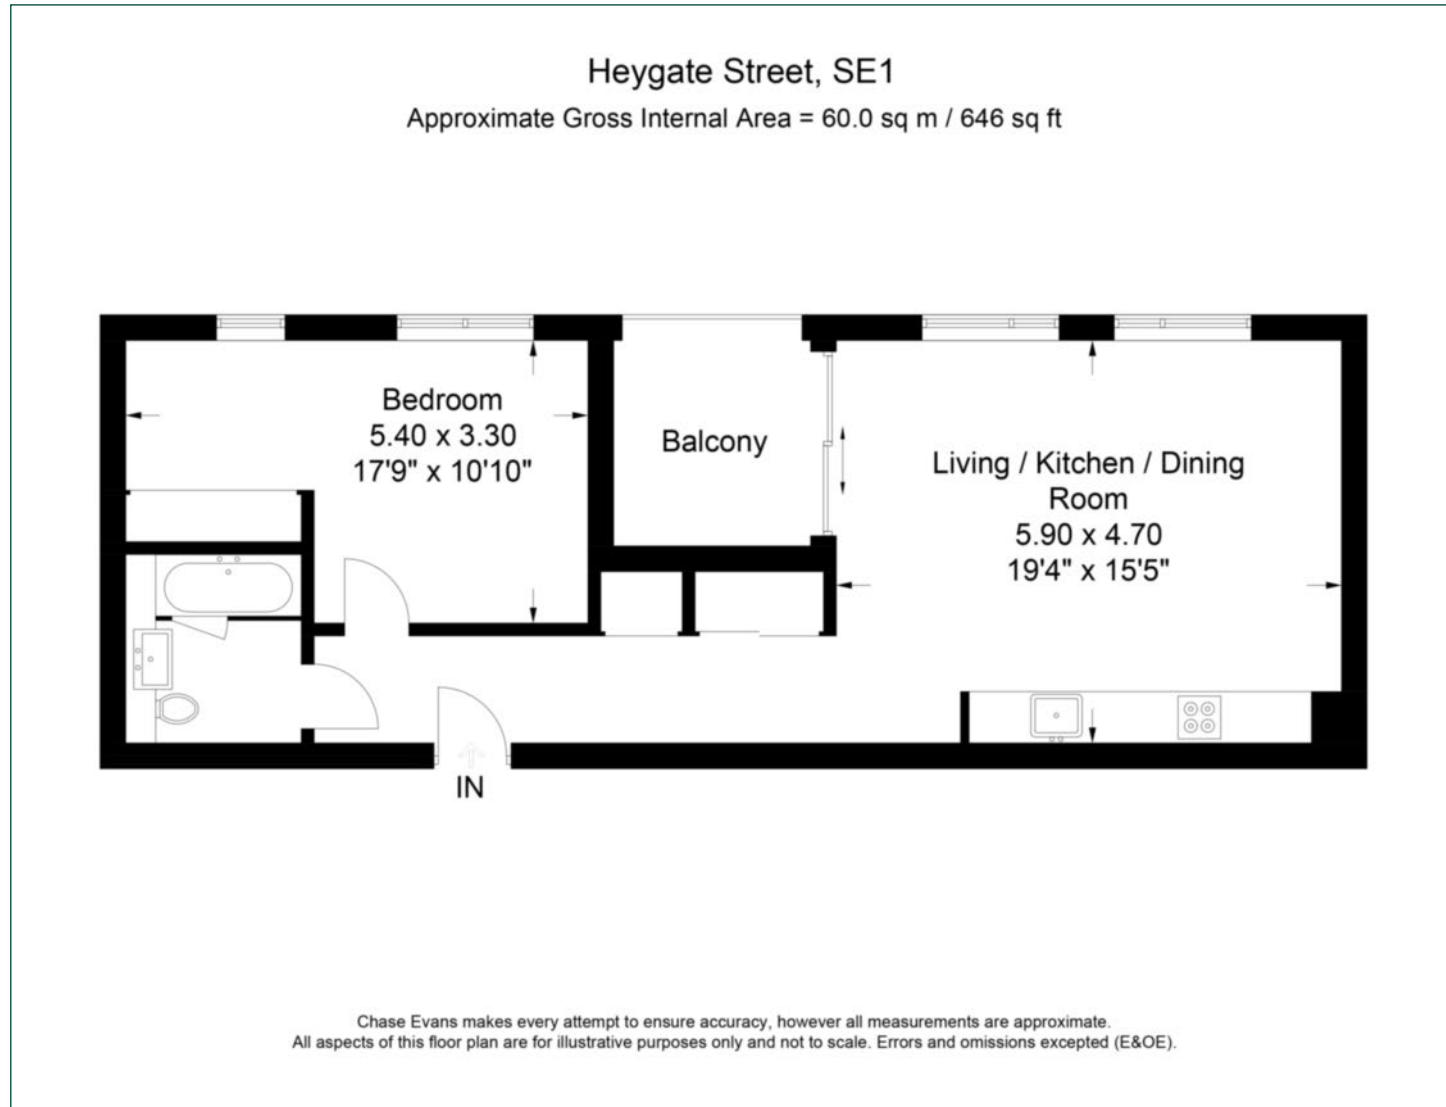 Heygate Street, SE1
Approximate Gross Internal Area = 60.0 sq m / 646 sq ft
Bedroom
5.40 x 3.30
17'9" x 10'10"
Balcony
Living / Kitchen / Dining
Room
5.90 x 4.70
19'4" x 15'5"
IN
Chase Evans makes every attempt to ensure accuracy, however all measurements are approximate.
All aspects of this floor plan are for illustrative purposes only and not to scale. Errors and omissions excepted (E&OE).